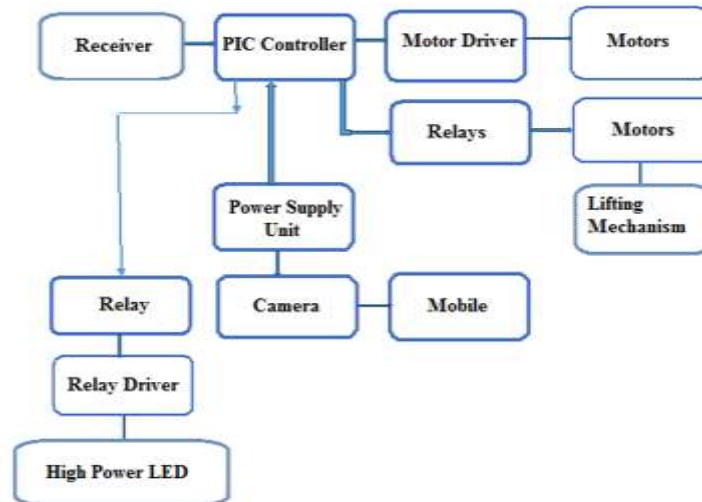 Receiver
PIC Controller
Motor Driver
Motors
Relays
Motors
Power Supply
Unit
Lifting
Mechanism
Relay
Camera
Mobile
Relay Driver
High Power LED